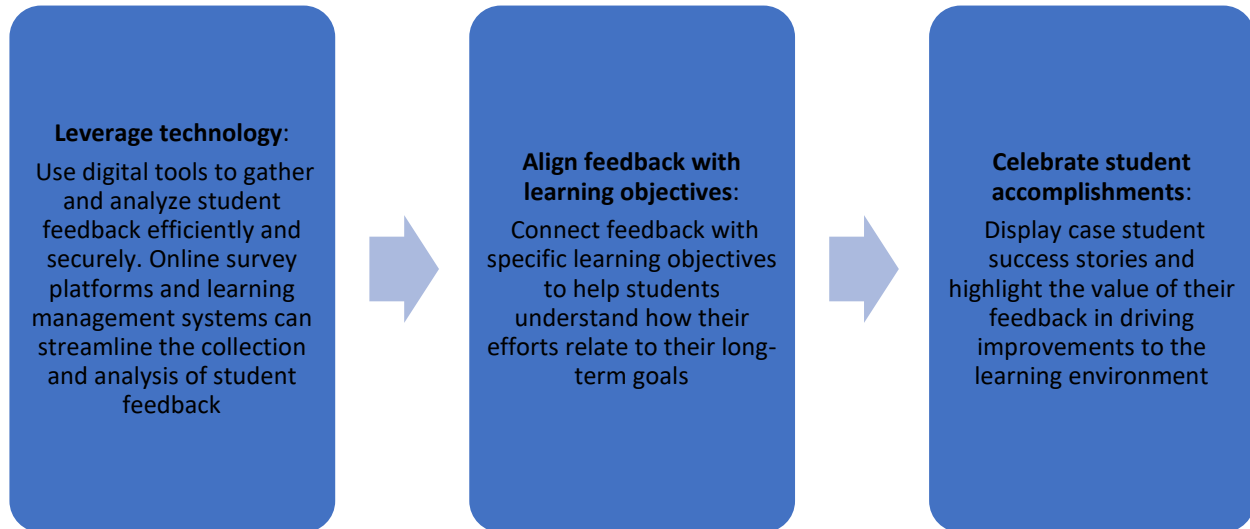 Leverage technology:
Use digital tools to gather
and analyze student
feedback efficiently and
securely. Online survey
platforms and learning
management systems can
streamline the collection
and analysis of student
feedback
Align feedback with
learning objectives:
Connect feedback with
specific learning objectives
to help students
understand how their
efforts relate to their long-
term goals
Celebrate student
accomplishments:
Display case student
success stories and
highlight the value of their
feedback in driving
improvements to the
learning environment